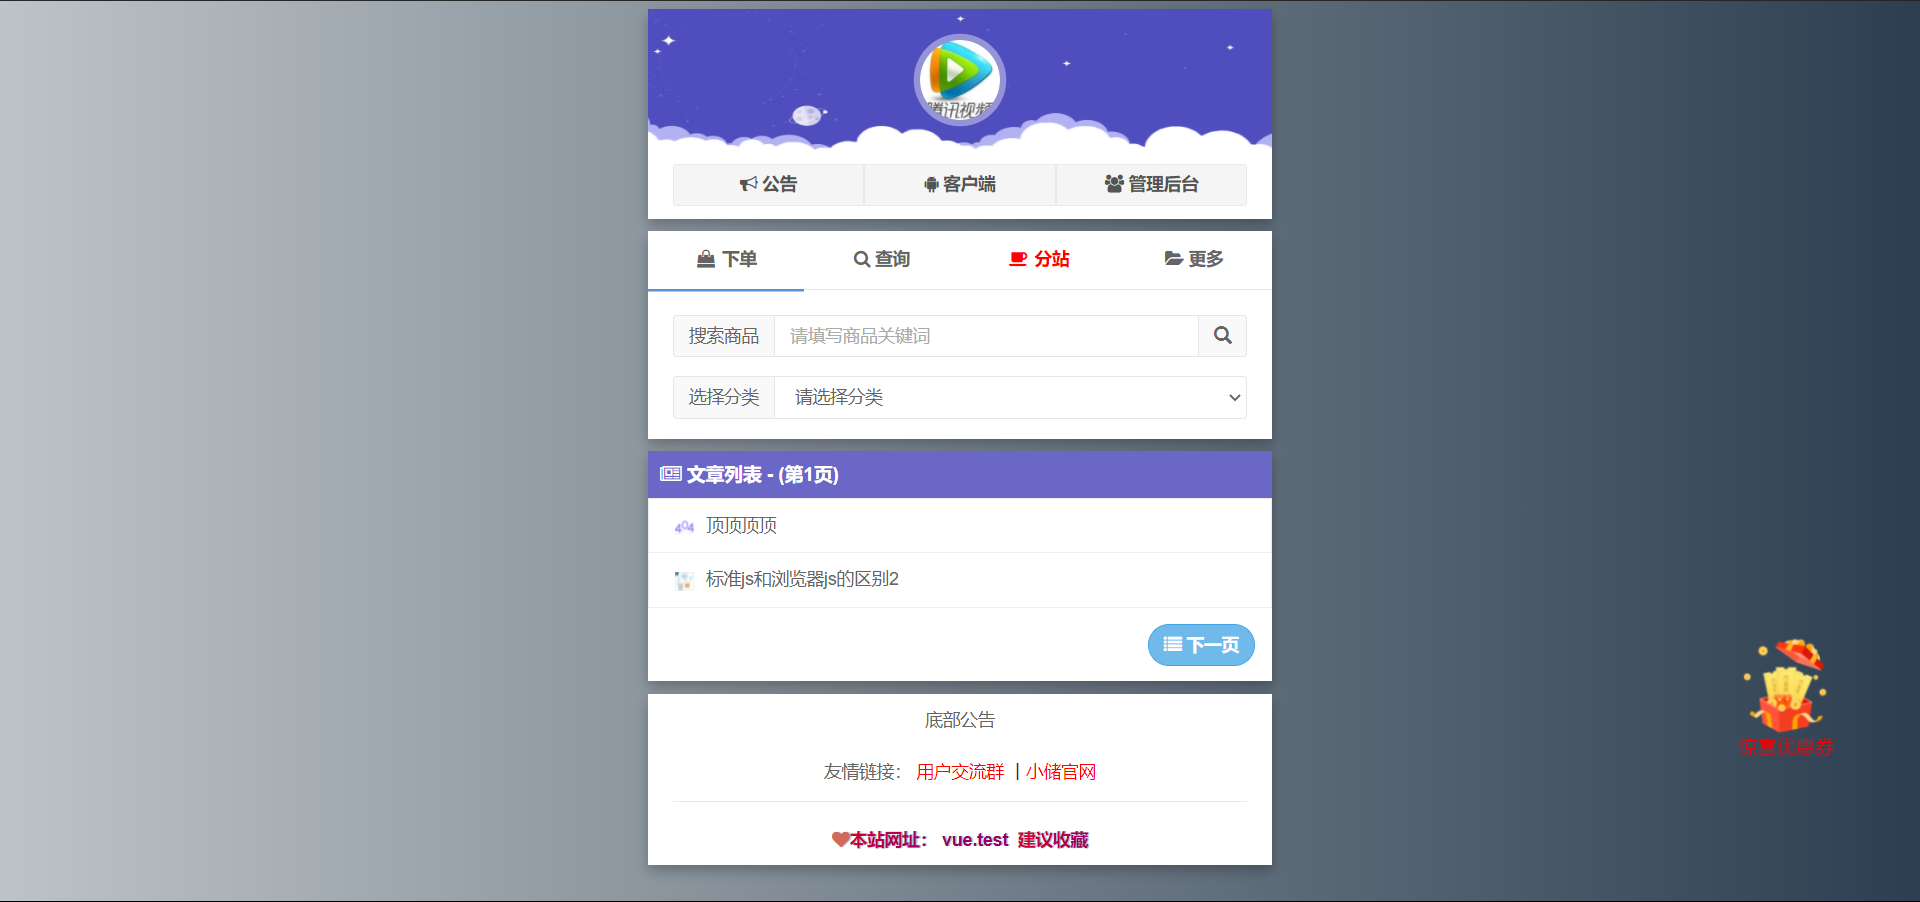 腾讯视频
公告
客户端
管理后台
下单
查询
分站
更多
搜索商品
请填写商品关键词
选择分类
请选择分类
文章列表 - (第1页)
404
顶顶顶顶
标准js和浏览器js的区别2
下一页
惊喜优惠券
底部公告
友情链接： 用户交流群 | 小储官网
本站网址： vue.test 建议收藏